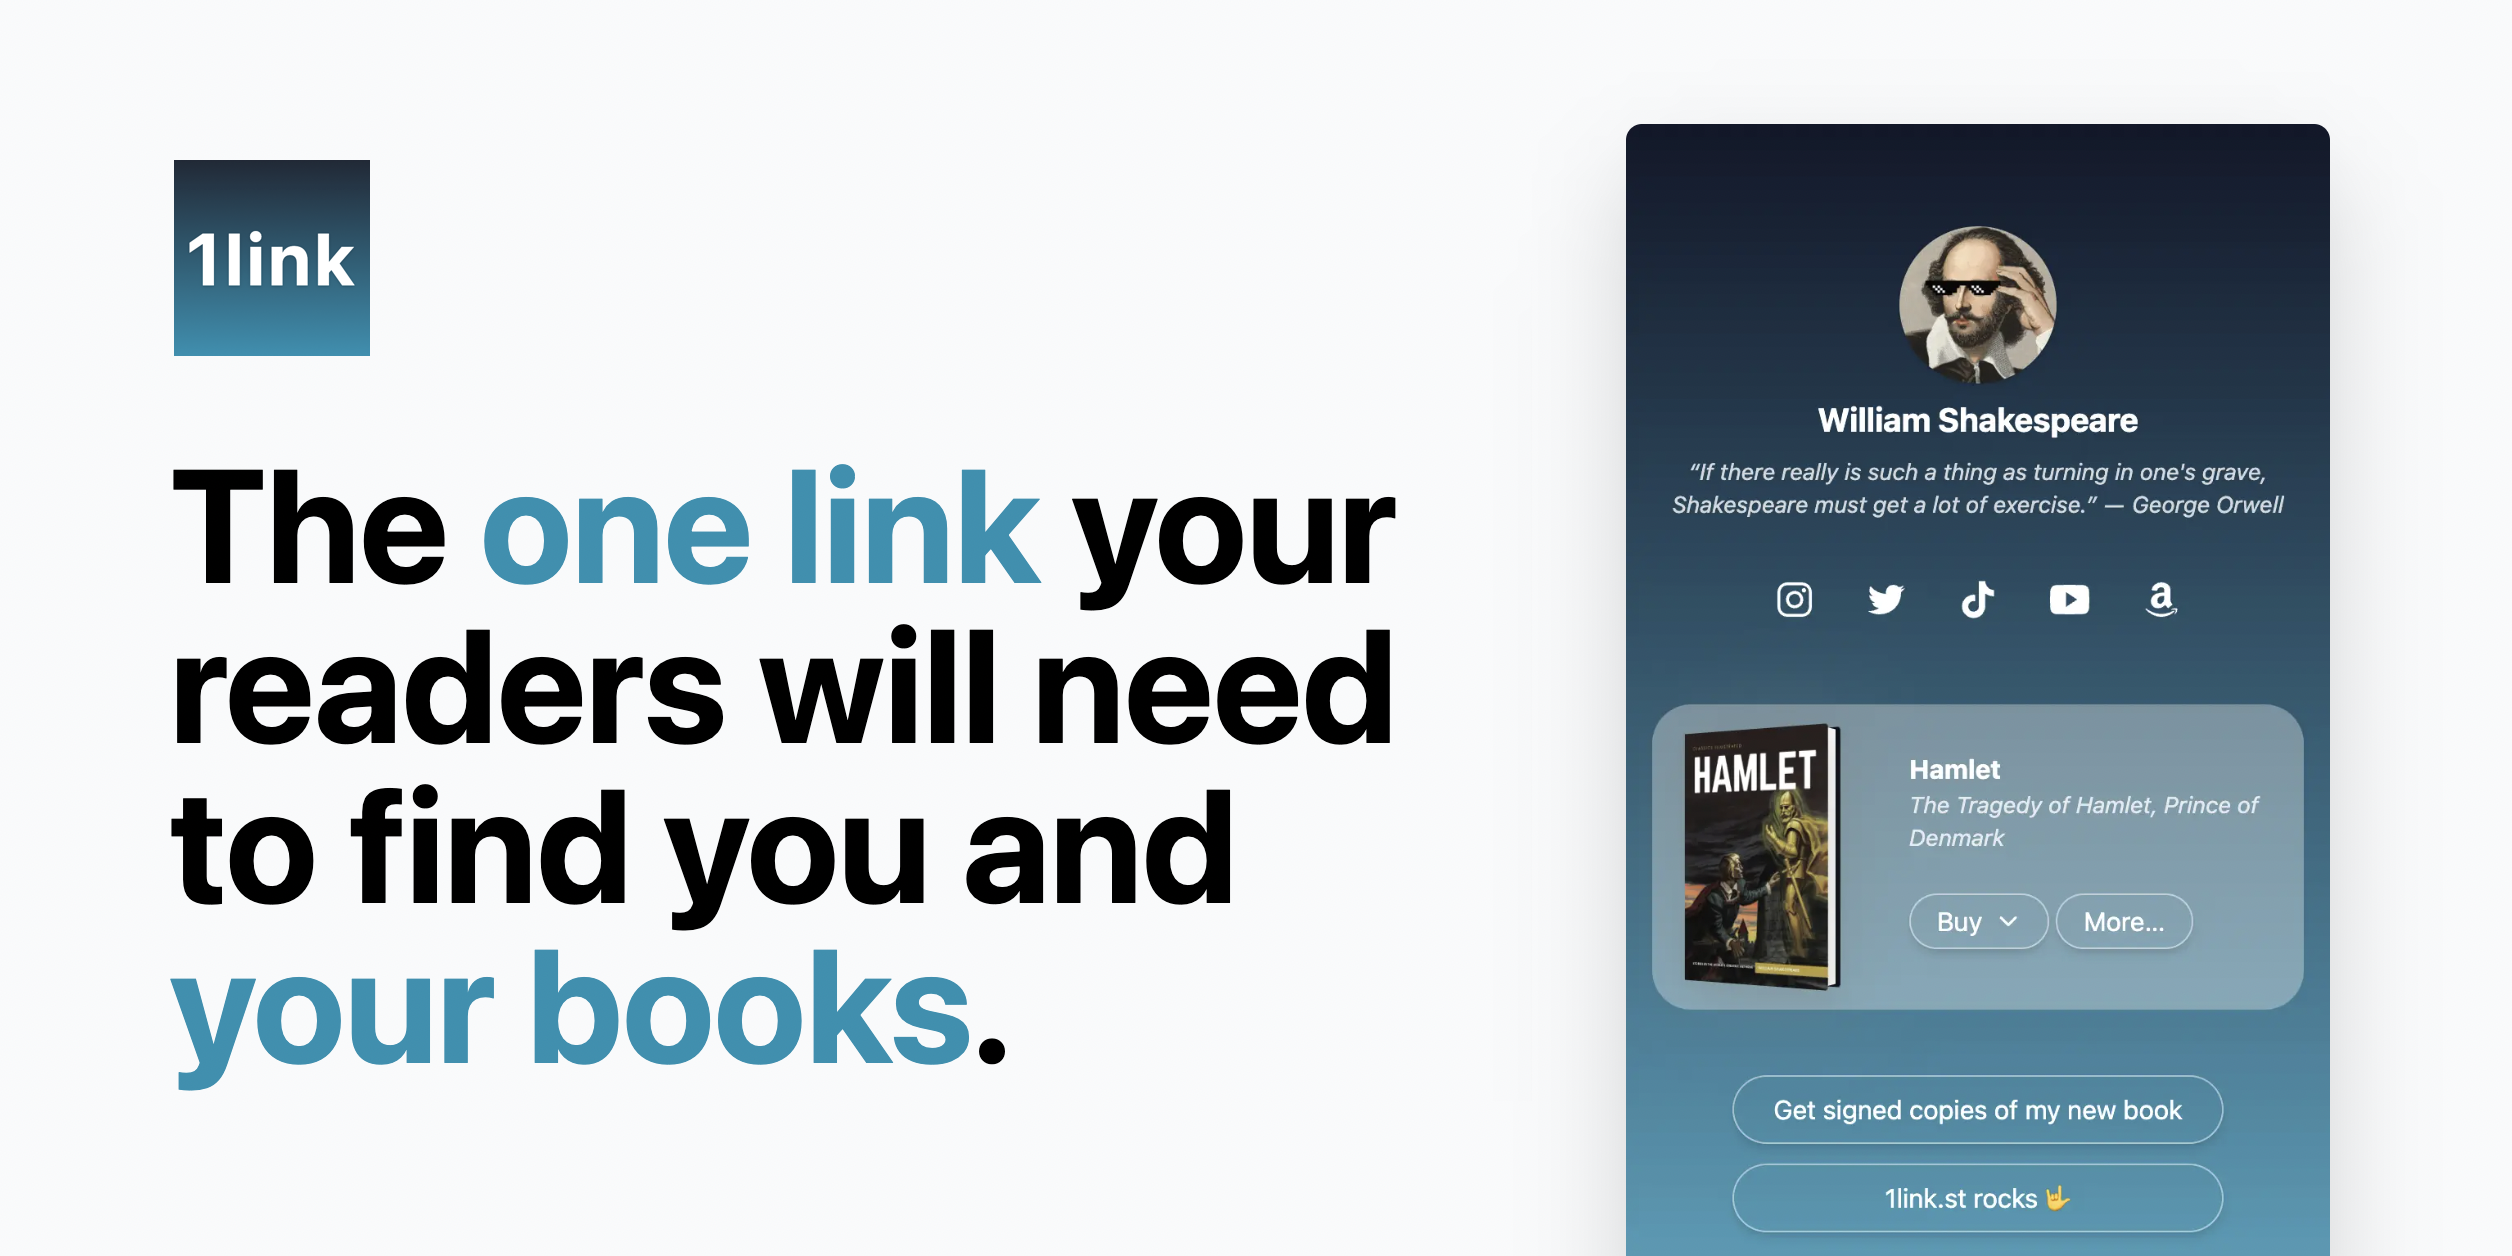 1link
The one link your
readers will need
to find you and
your books.
William Shakespeare
“If there really is such a thing as turning in one's grave,
Shakespeare must get a lot of exercise.” — George Orwell
HAMLET
Hamlet
The Tragedy of Hamlet, Prince of
Denmark
Buy
More...
Get signed copies of my new book
1link.st rocks 🤟